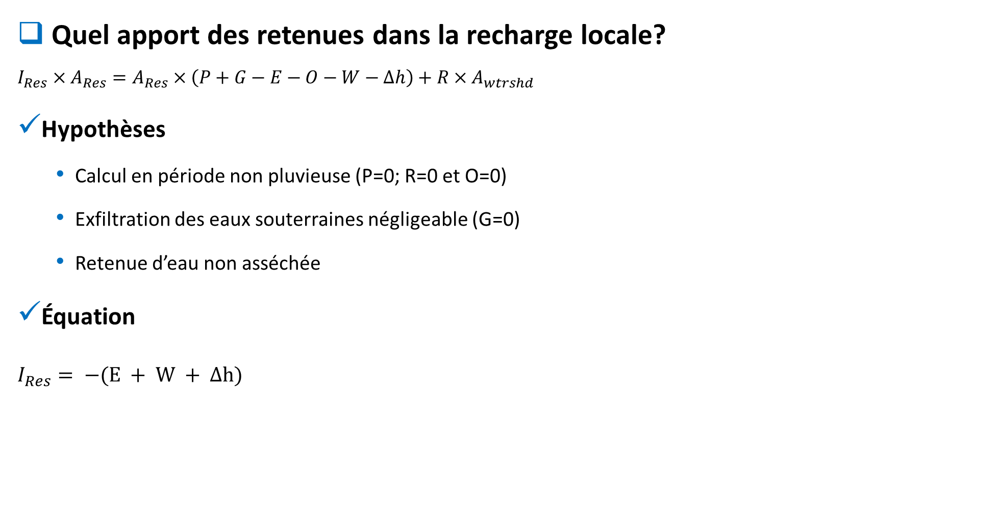 ❑ Quel apport des retenues dans la recharge locale?
I_Res × A_Res = A_Res × (P + G − E − O − W − Δh) + R × A_wtrshd
✓ Hypothèses
• Calcul en période non pluvieuse (P=0; R=0 et O=0)
• Exfiltration des eaux souterraines négligeable (G=0)
• Retenue d’eau non asséchée
✓ Équation
I_Res = −(E + W + Δh)